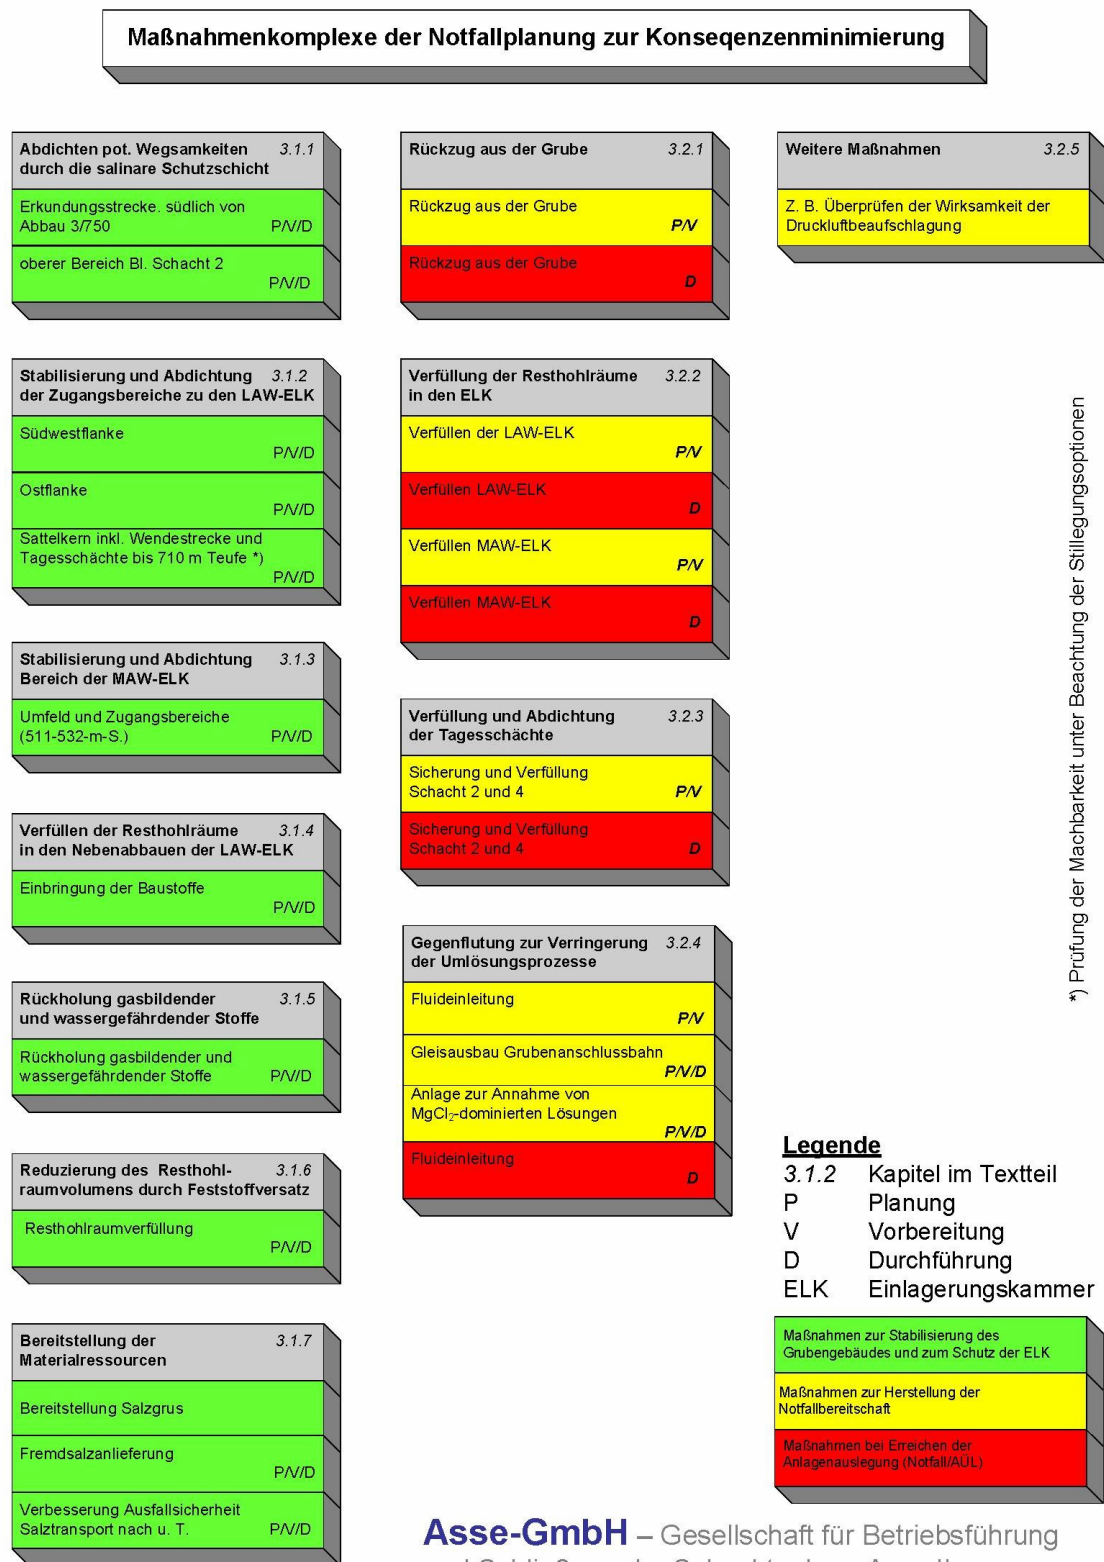 Maßnahmenkomplexe der Notfallplanung zur Konseqenzenminimierung
Abdichten pot. Wegsamkeiten 3.1.1
durch die salinare Schutzschicht
Erkundungsstrecke. südlich von
Abbau 3/750 P/V/D
oberer Bereich Bl. Schacht 2
P/V/D
Stabilisierung und Abdichtung 3.1.2
der Zugangsbereiche zu den LAW-ELK
Südwestflanke
P/V/D
Ostflanke
P/V/D
Sattelkern inkl. Wendestrecke und
Tagesschächte bis 710 m Teufe *)
P/V/D
Stabilisierung und Abdichtung 3.1.3
Bereich der MAW-ELK
Umfeld und Zugangsbereiche
(511-532-m-S.) P/V/D
Verfüllen der Resthohlräume 3.1.4
in den Nebenabbauen der LAW-ELK
Einbringung der Baustoffe
P/V/D
Rückholung gasbildender 3.1.5
und wassergefährdender Stoffe
Rückholung gasbildender und
wassergefährdender Stoffe P/V/D
Reduzierung des Resthohl- 3.1.6
raumvolumens durch Feststoffversatz
Resthohlraumverfüllung
P/V/D
Bereitstellung der 3.1.7
Materialressourcen
Bereitstellung Salzgrus
Fremdsalzanlieferung
P/V/D
Verbesserung Ausfallsicherheit
Salztransport nach u. T. P/V/D
Rückzug aus der Grube 3.2.1
Rückzug aus der Grube
P/V
Rückzug aus der Grube
D
Verfüllung der Resthohlräume 3.2.2
in den ELK
Verfüllen der LAW-ELK
P/V
Verfüllen LAW-ELK
D
Verfüllen MAW-ELK
P/V
Verfüllen MAW-ELK
D
Verfüllung und Abdichtung 3.2.3
der Tagesschächte
Sicherung und Verfüllung
Schacht 2 und 4 P/V
Sicherung und Verfüllung
Schacht 2 und 4 D
Gegenflutung zur Verringerung 3.2.4
der Umlösungsprozesse
Fluideinleitung
P/V
Gleisausbau Grubenanschlussbahn
P/V/D
Anlage zur Annahme von
MgCl₂-dominierten Lösungen
P/V/D
Fluideinleitung
D
Weitere Maßnahmen 3.2.5
Z. B. Überprüfen der Wirksamkeit der
Druckluftbeaufschlagung
*) Prüfung der Machbarkeit unter Beachtung der Stillegungsoptionen
Legende
3.1.2 Kapitel im Textteil
P Planung
V Vorbereitung
D Durchführung
ELK Einlagerungskammer
Maßnahmen zur Stabilisierung des
Grubengebäudes und zum Schutz der ELK
Maßnahmen zur Herstellung der
Notfallbereitschaft
Maßnahmen bei Erreichen der
Anlagenauslegung (Notfall/AÜL)
Asse-GmbH – Gesellschaft für Betriebsführung